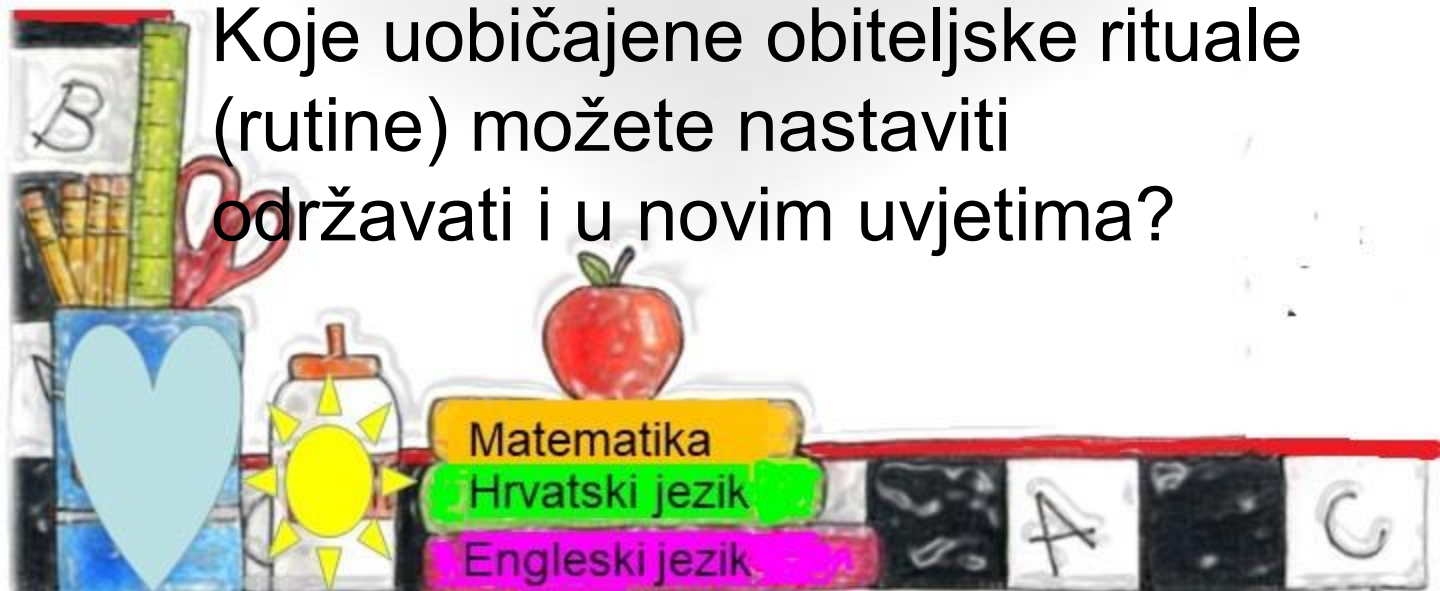 Koje uobičajene obiteljske rituale
(rutine) možete nastaviti
održavati i u novim uvjetima?
B
Matematika
Hrvatski jezik
Engleski jezik
A
C